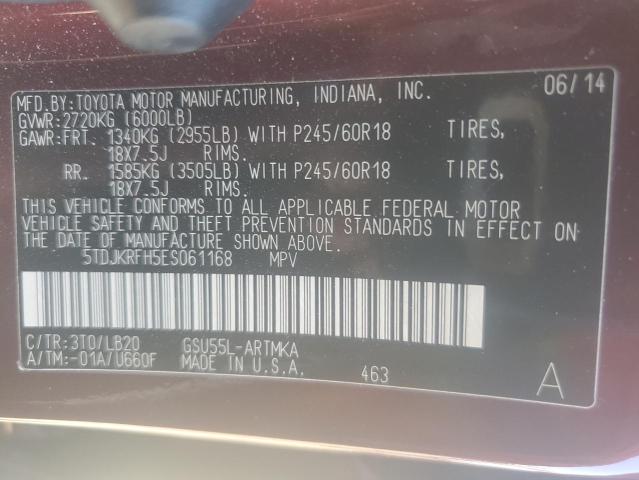 MFD.BY:TOYOTA MOTOR MANUFACTURING, INDIANA, INC. 06/14
GVWR:2720KG (6000LB)
GAWR:FRT. 1340KG (2955LB) WITH P245/60R18 TIRES,
18X7.5J RIMS.
RR. 1585KG (3505LB) WITH P245/60R18 TIRES,
18X7.5J RIMS.
THIS VEHICLE CONFORMS TO ALL APPLICABLE FEDERAL MOTOR
VEHICLE SAFETY AND THEFT PREVENTION STANDARDS IN EFFECT ON
THE DATE OF MANUFACTURE SHOWN ABOVE.
5TDJKRFH5ES061168 MPV
C/TR:3T0/LB20 GSU55L-ARTMKA
A/TM:-01A/U660F MADE IN U.S.A.
463 A